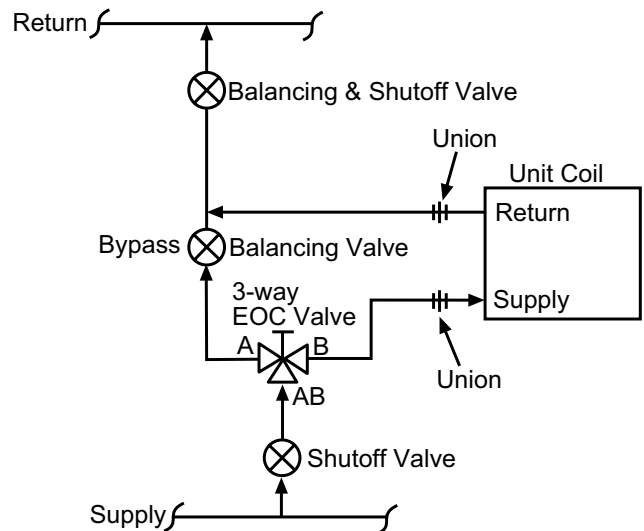 Return
Balancing & Shutoff Valve
Union
Unit Coil
Return
Bypass
Balancing Valve
3-way
EOC Valve
Supply
A
B
Union
AB
Shutoff Valve
Supply